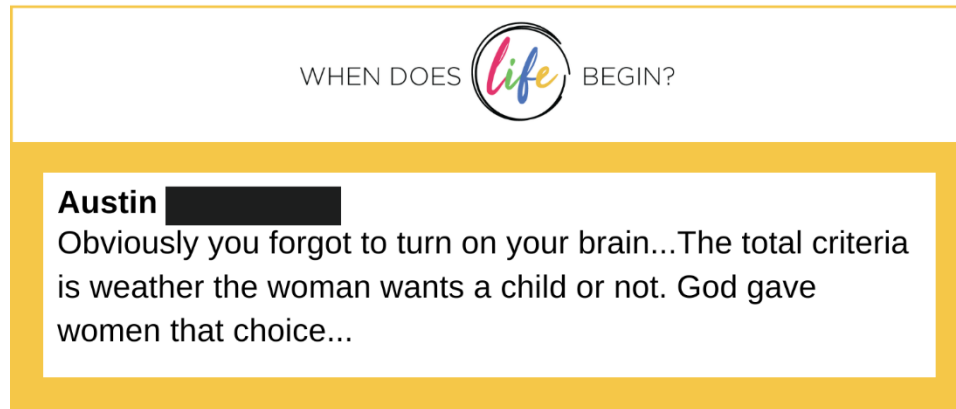 WHEN DOES life BEGIN?
Austin
Obviously you forgot to turn on your brain...The total criteria
is weather the woman wants a child or not. God gave
women that choice...